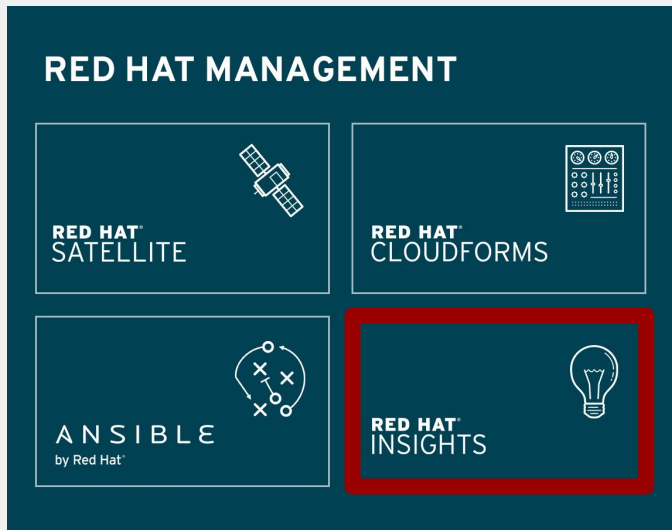 RED HAT MANAGEMENT
RED HAT®
SATELLITE
RED HAT®
CLOUDFORMS
ANSIBLE
by Red Hat®
RED HAT®
INSIGHTS